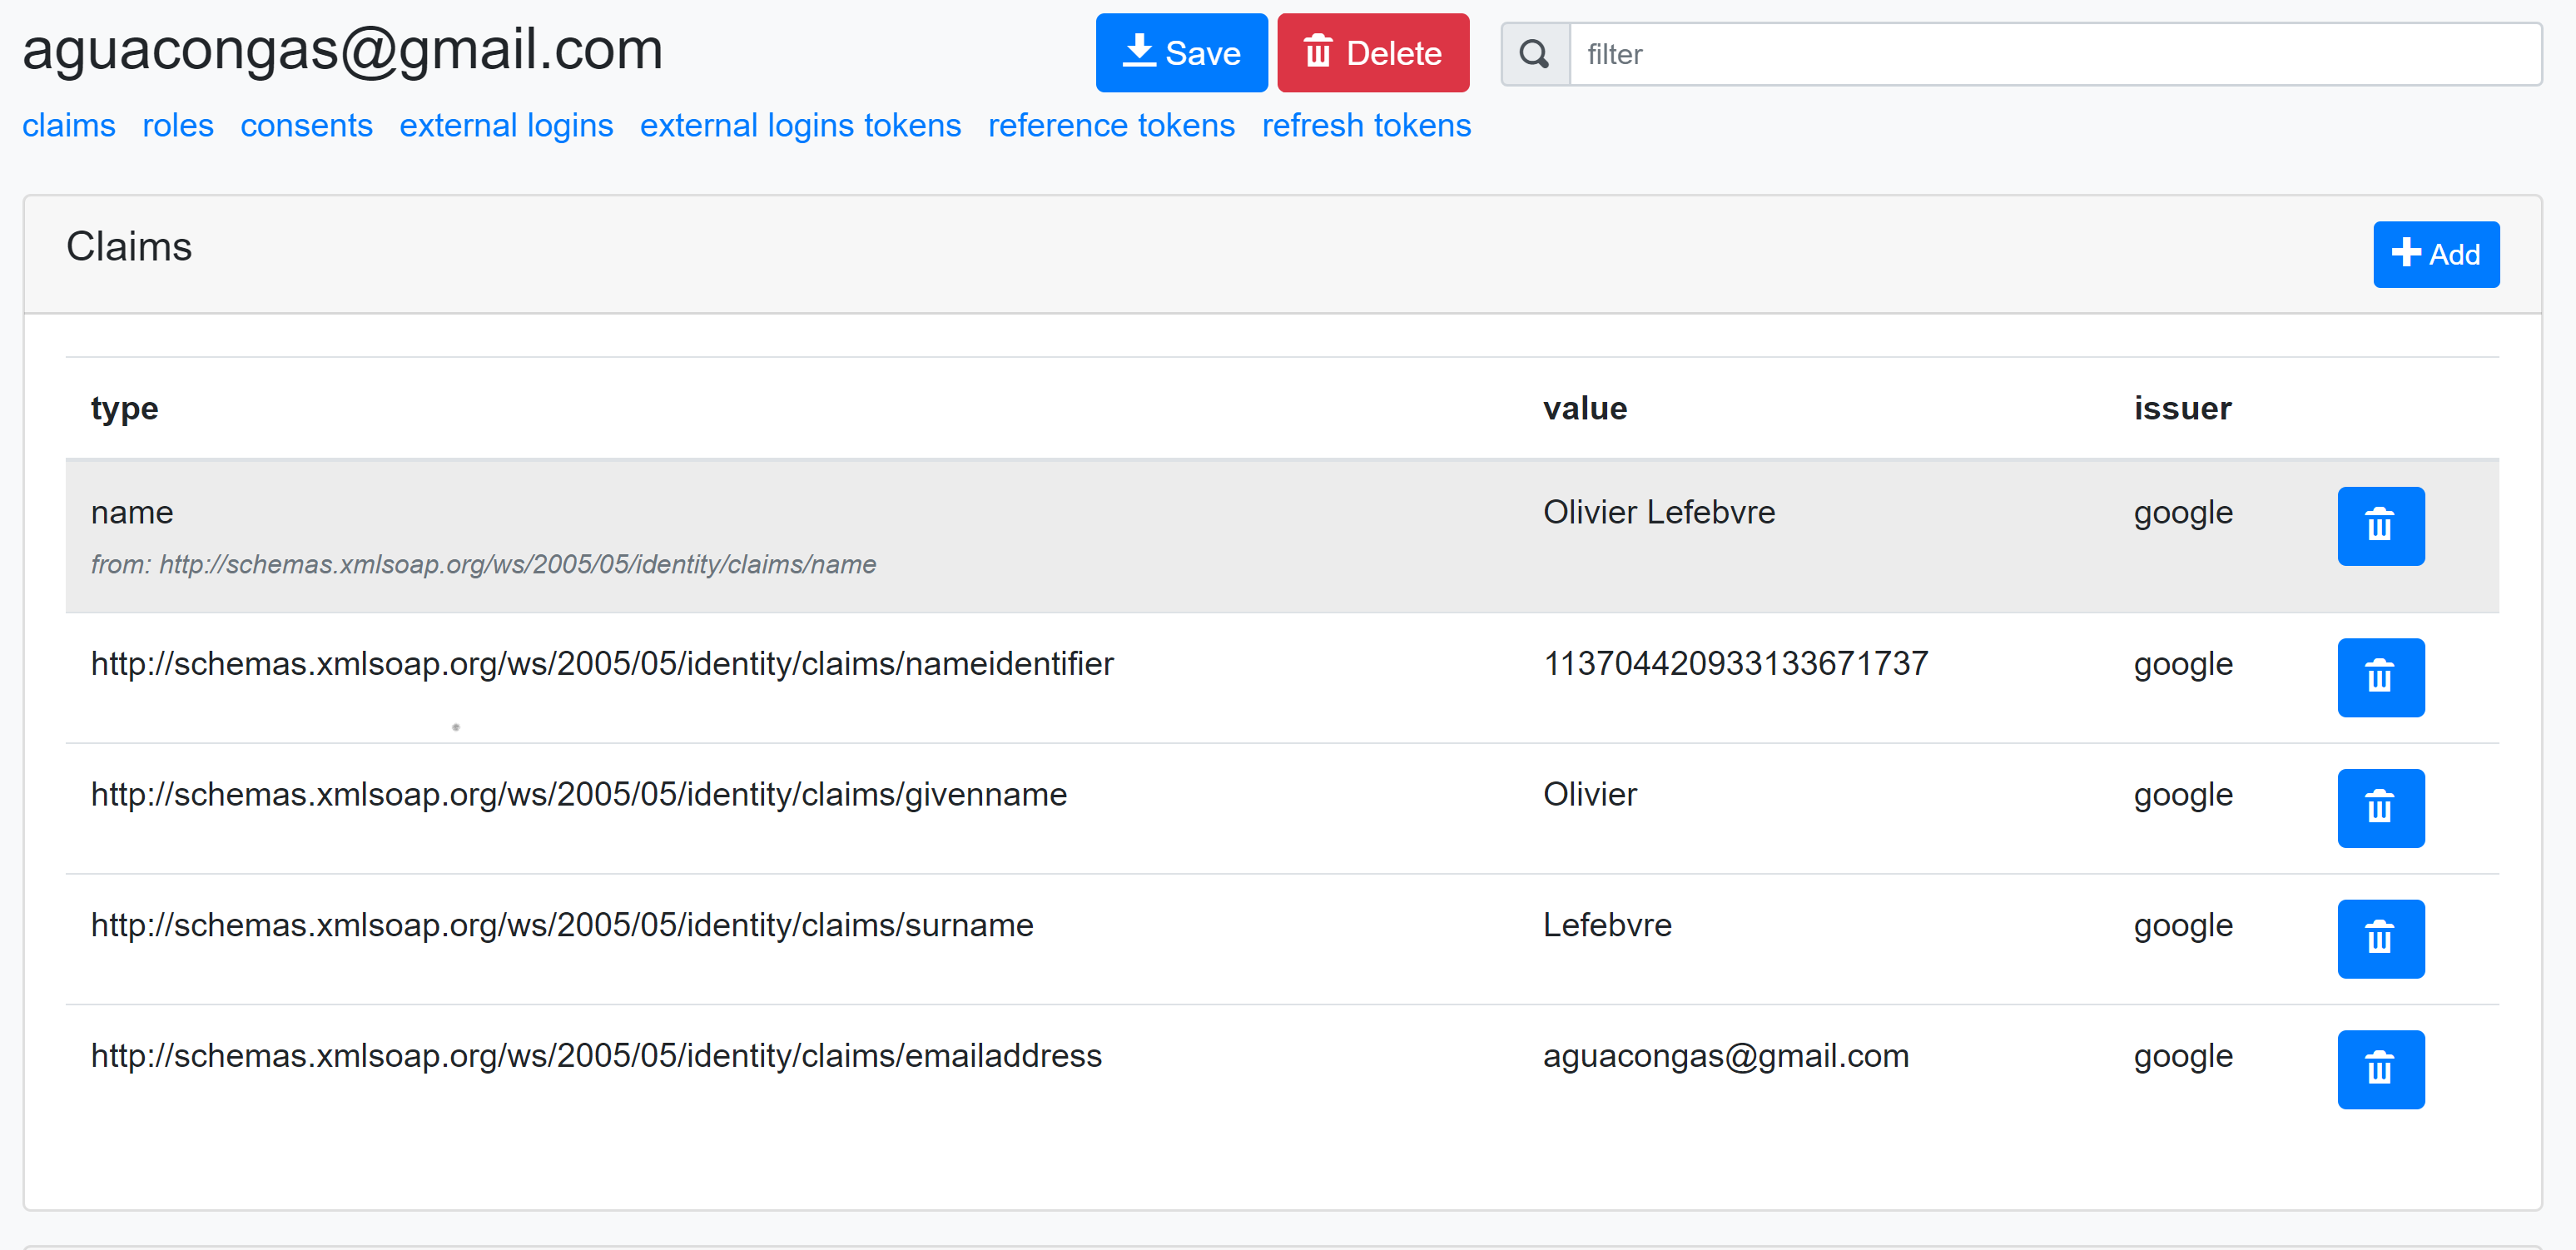 aguacongas@gmail.com Save Delete filter
claims roles consents external logins external logins tokens reference tokens refresh tokens
Claims Add
type value issuer
name Olivier Lefebvre google
from: http://schemas.xmlsoap.org/ws/2005/05/identity/claims/name
http://schemas.xmlsoap.org/ws/2005/05/identity/claims/nameidentifier 113704420933133671737 google
http://schemas.xmlsoap.org/ws/2005/05/identity/claims/givenname Olivier google
http://schemas.xmlsoap.org/ws/2005/05/identity/claims/surname Lefebvre google
http://schemas.xmlsoap.org/ws/2005/05/identity/claims/emailaddress aguacongas@gmail.com google